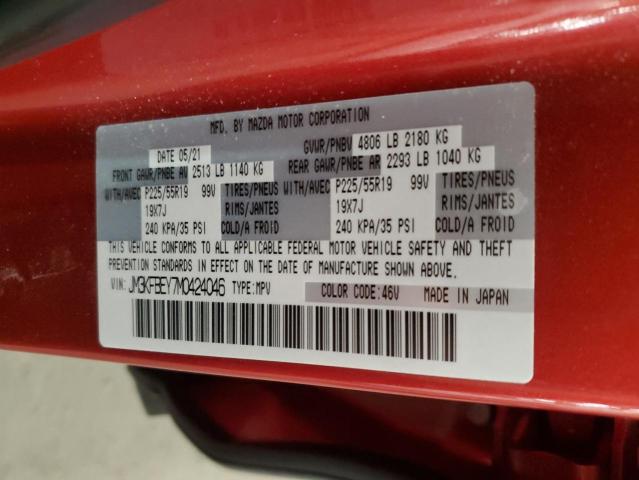 MFD. BY MAZDA MOTOR CORPORATION
DATE 05/21 GVWR/PNBV 4806 LB 2180 KG
FRONT GAWR/PNBE AV 2513 LB 1140 KG REAR GAWR/PNBE AR 2293 LB 1040 KG
WITH/AVEC P225/55R19 99V TIRES/PNEUS WITH/AVEC P225/55R19 99V TIRES/PNEUS
19X7J RIMS/JANTES 19X7J RIMS/JANTES
240 KPA/35 PSI COLD/A FROID 240 KPA/35 PSI COLD/A FROID
THIS VEHICLE CONFORMS TO ALL APPLICABLE FEDERAL MOTOR VEHICLE SAFETY AND THEFT
PREVENTION STANDARDS IN EFFECT ON THE DATE OF MANUFACTURE SHOWN ABOVE.
VIN: JM3KFBEY7M0424046 TYPE:MPV COLOR CODE:46V MADE IN JAPAN